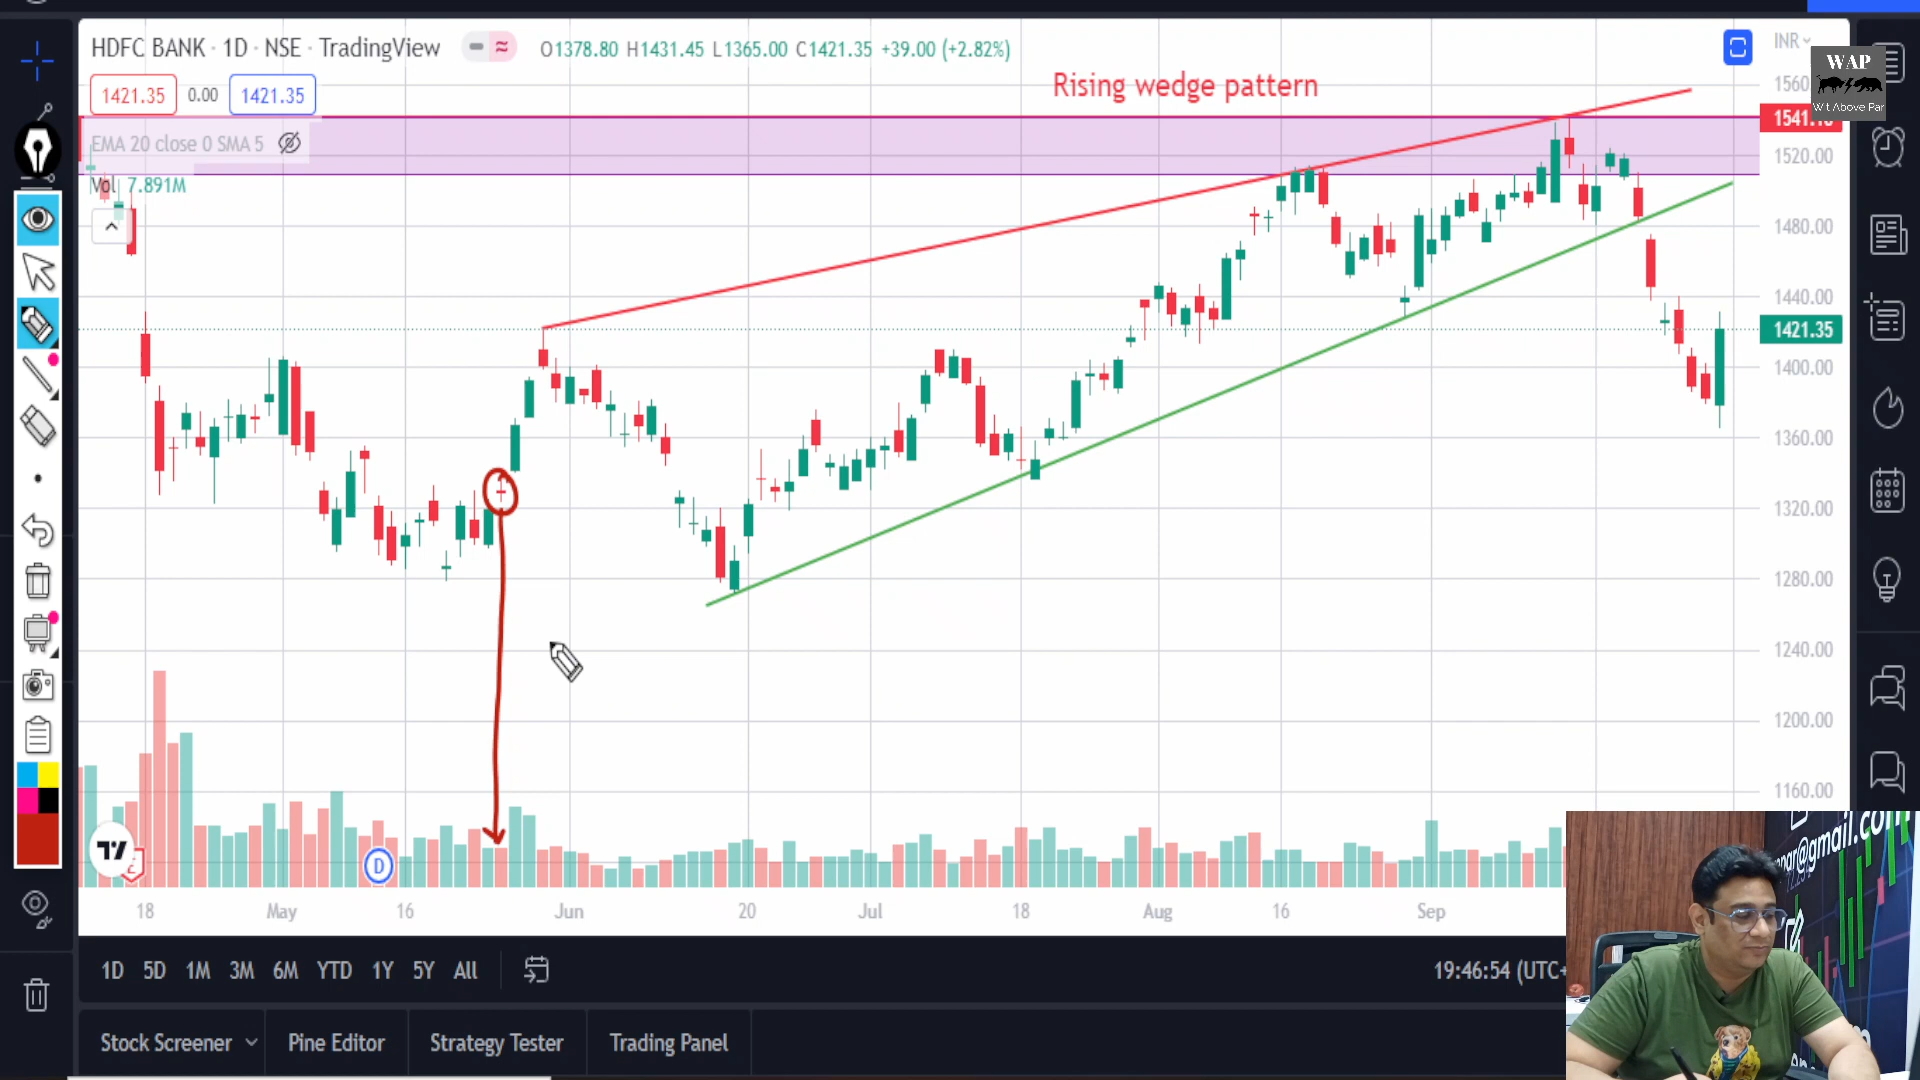 HDFC BANK · 1D · NSE · TradingView
O1378.80 H1431.45 L1365.00 C1421.35 +39.00 (+2.82%)
INR
1421.35 0.00 1421.35
Rising wedge pattern
WAP
EMA 20 close 0 SMA 5
Vol 7.891M
1520.00
1480.00
1440.00
1421.35
1400.00
1360.00
1320.00
1280.00
1240.00
1200.00
1160.00
D
18 May 16 Jun 20 Jul 18 Aug 16 Sep
1D 5D 1M 3M 6M YTD 1Y 5Y All
19:46:54 (UTC+
Stock Screener Pine Editor Strategy Tester Trading Panel
@gmail.com